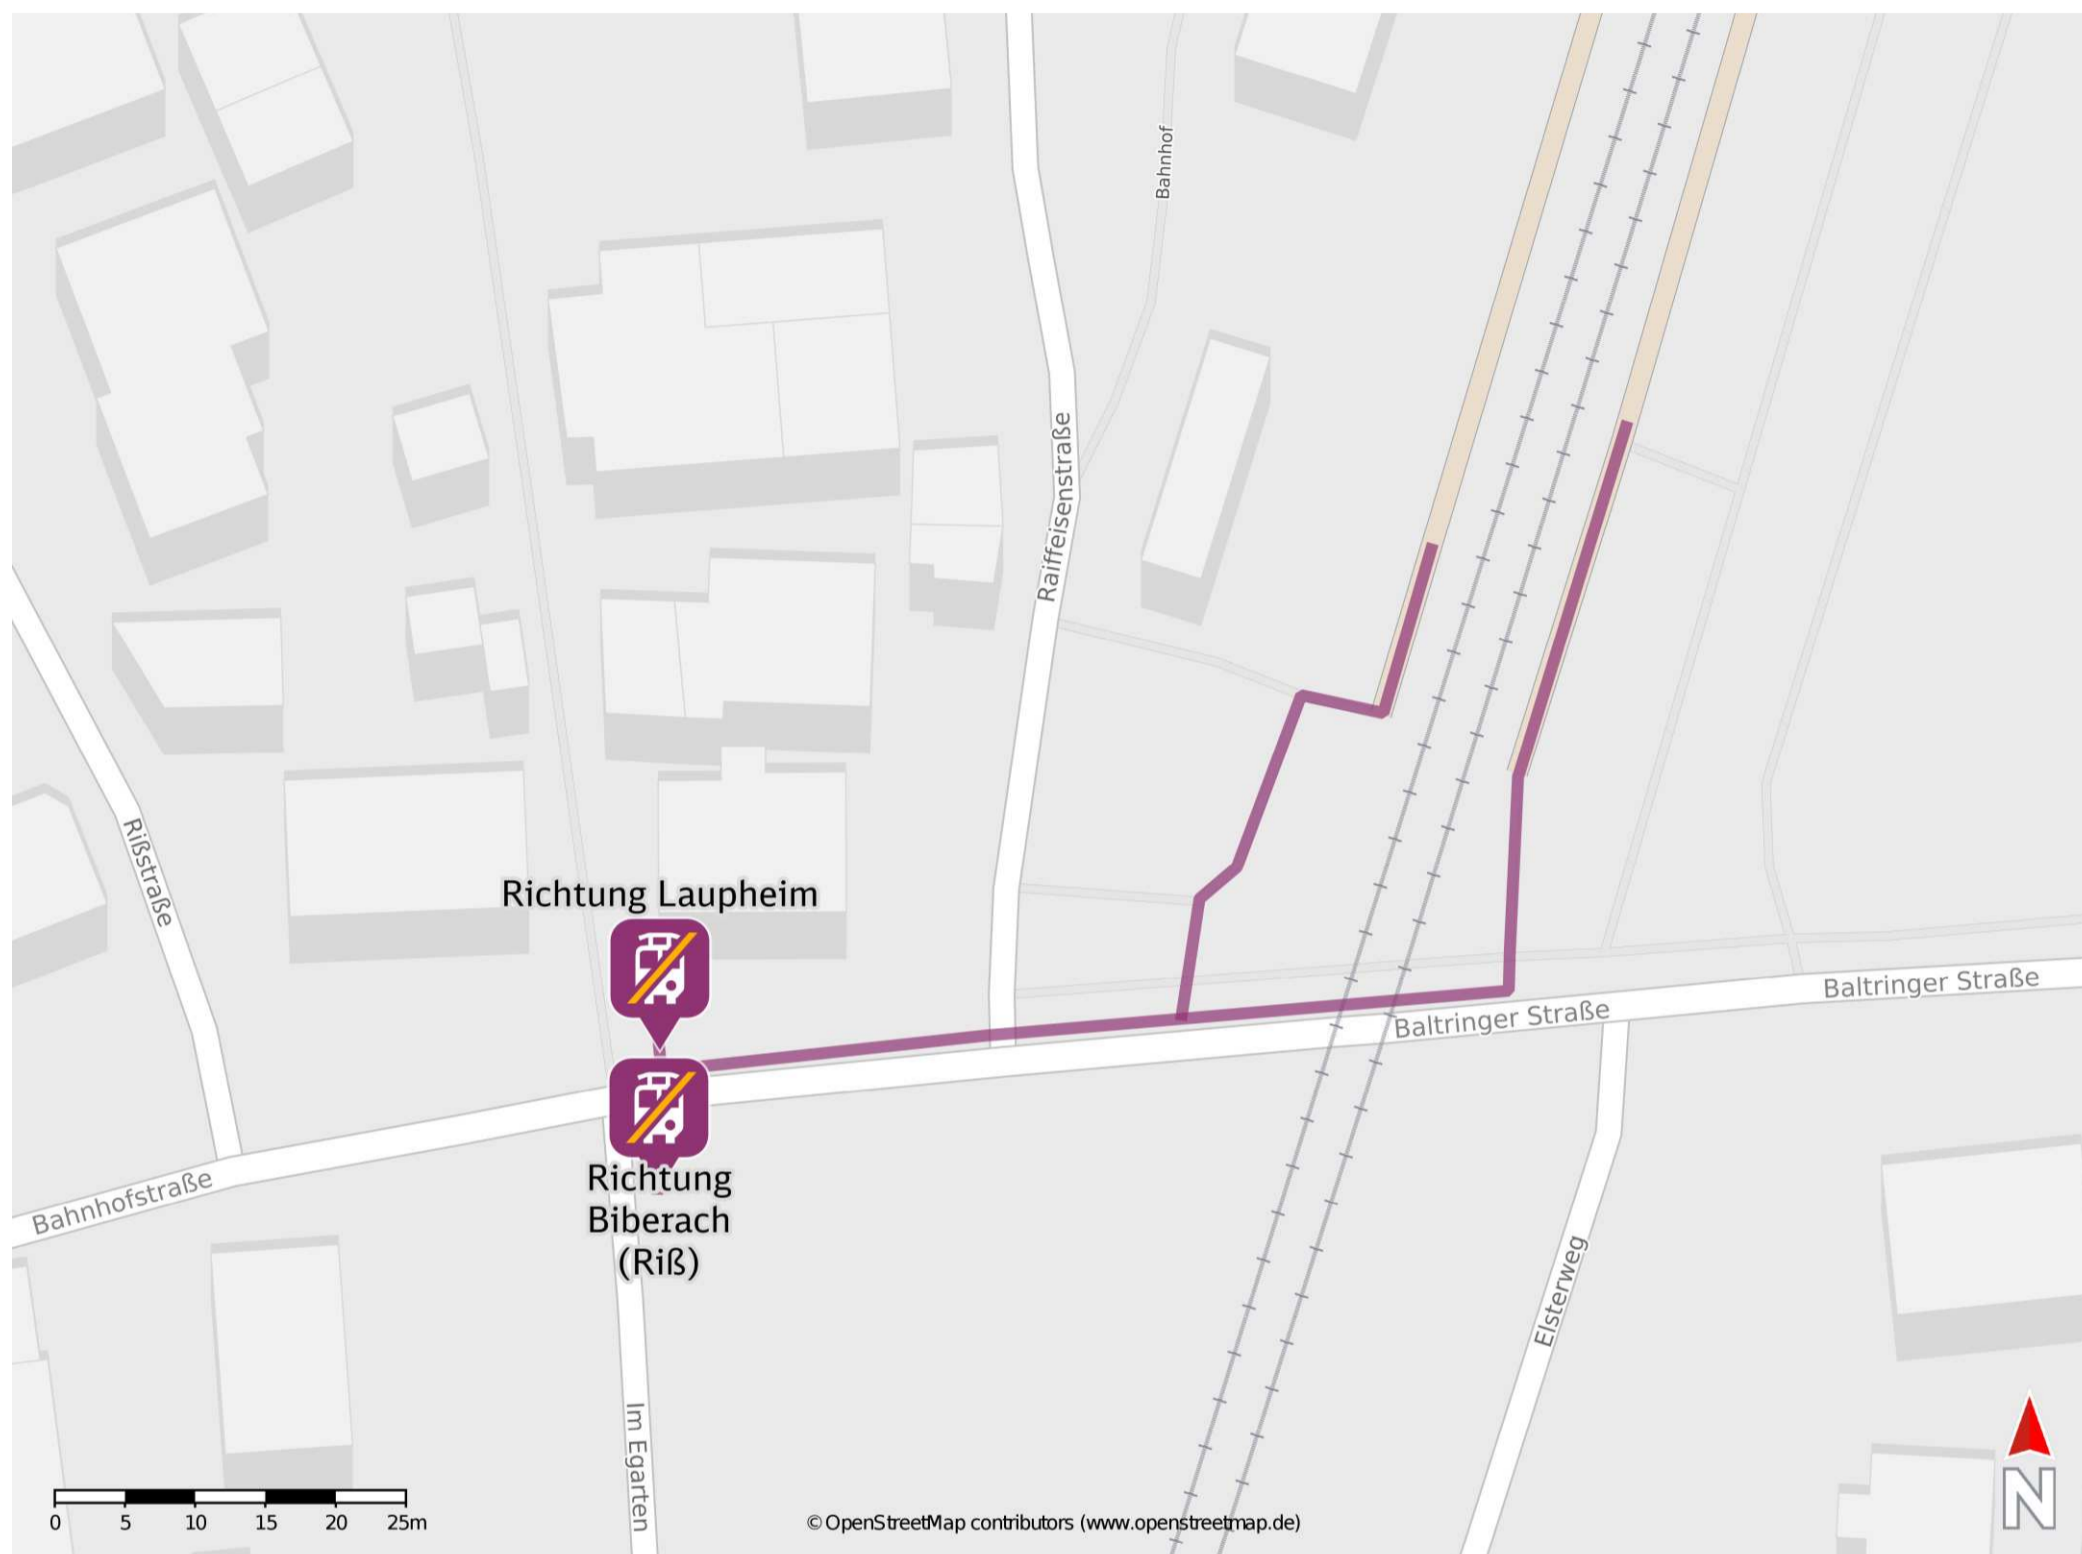 Bahnhof
Raiffeisenstraße
Rißstraße
Richtung Laupheim
Baltringer Straße
Baltringer Straße
Richtung
Biberach
(Riß)
Bahnhofstraße
Elsterweg
Im Egarten
0 5 10 15 20 25m
© OpenStreetMap contributors (www.openstreetmap.de)
N